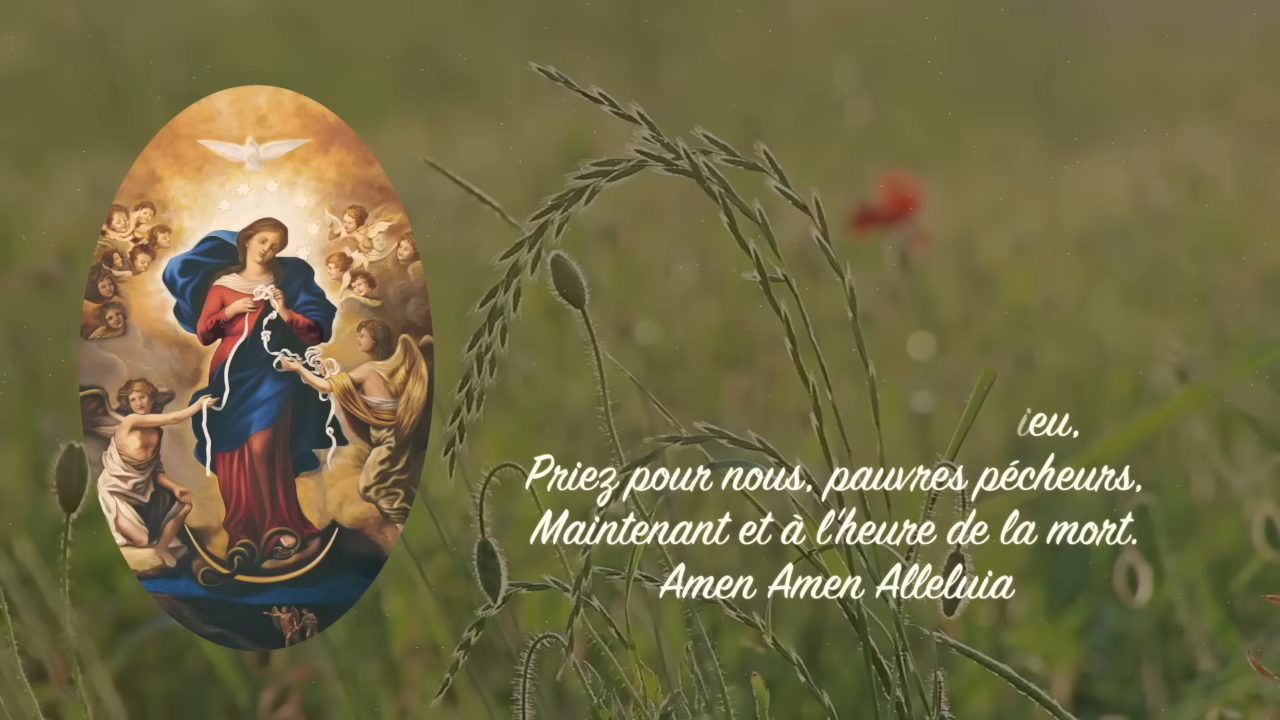 ieu,
Priez pour nous, pauvres pécheurs,
Maintenant et à l'heure de la mort.
Amen Amen Alleluia